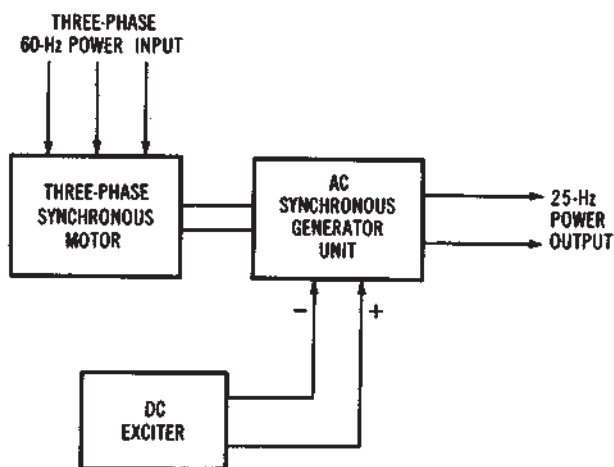 THREE-PHASE
60-Hz POWER INPUT
THREE-PHASE
SYNCHRONOUS
MOTOR
AC
SYNCHRONOUS
GENERATOR
UNIT
25-Hz
POWER
OUTPUT
- +
DC
EXCITER